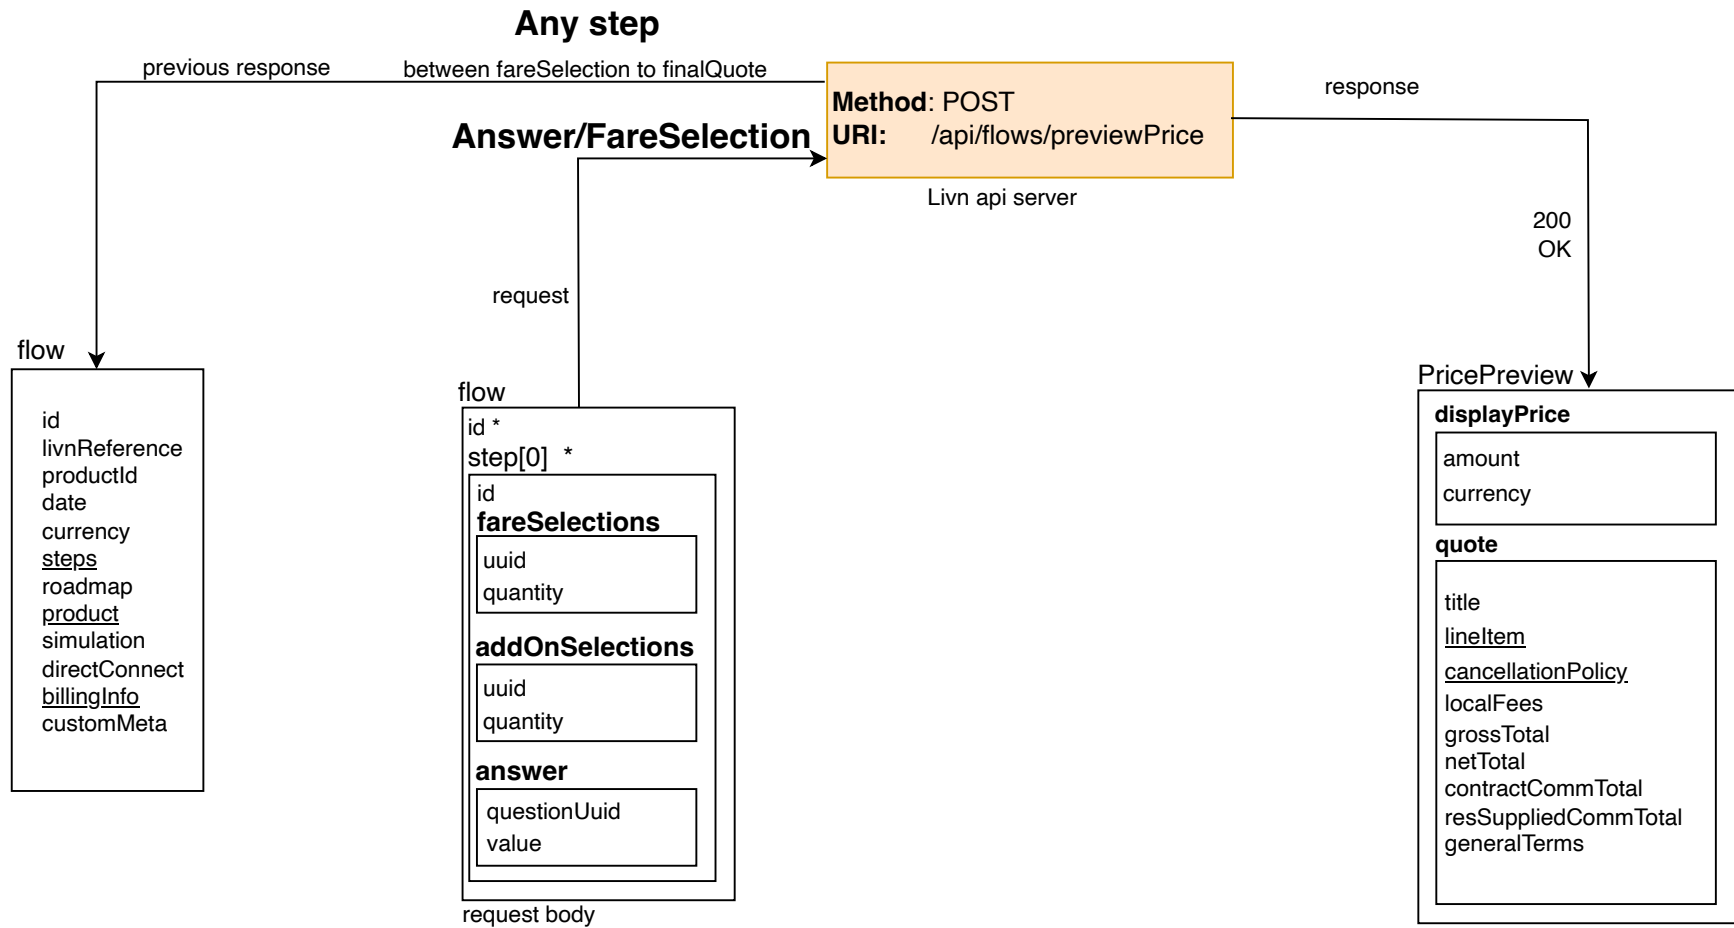 Any step
previous response
between fareSelection to finalQuote
Answer/FareSelection
Method: POST
URI: /api/flows/previewPrice
Livn api server
response
200
OK
request
flow
id
livnReference
productId
date
currency
steps
roadmap
product
simulation
directConnect
billingInfo
customMeta
flow
id *
step[0] *
id
fareSelections
uuid
quantity
addOnSelections
uuid
quantity
answer
questionUuid
value
request body
PricePreview
displayPrice
amount
currency
quote
title
lineItem
cancellationPolicy
localFees
grossTotal
netTotal
contractCommTotal
resSuppliedCommTotal
generalTerms